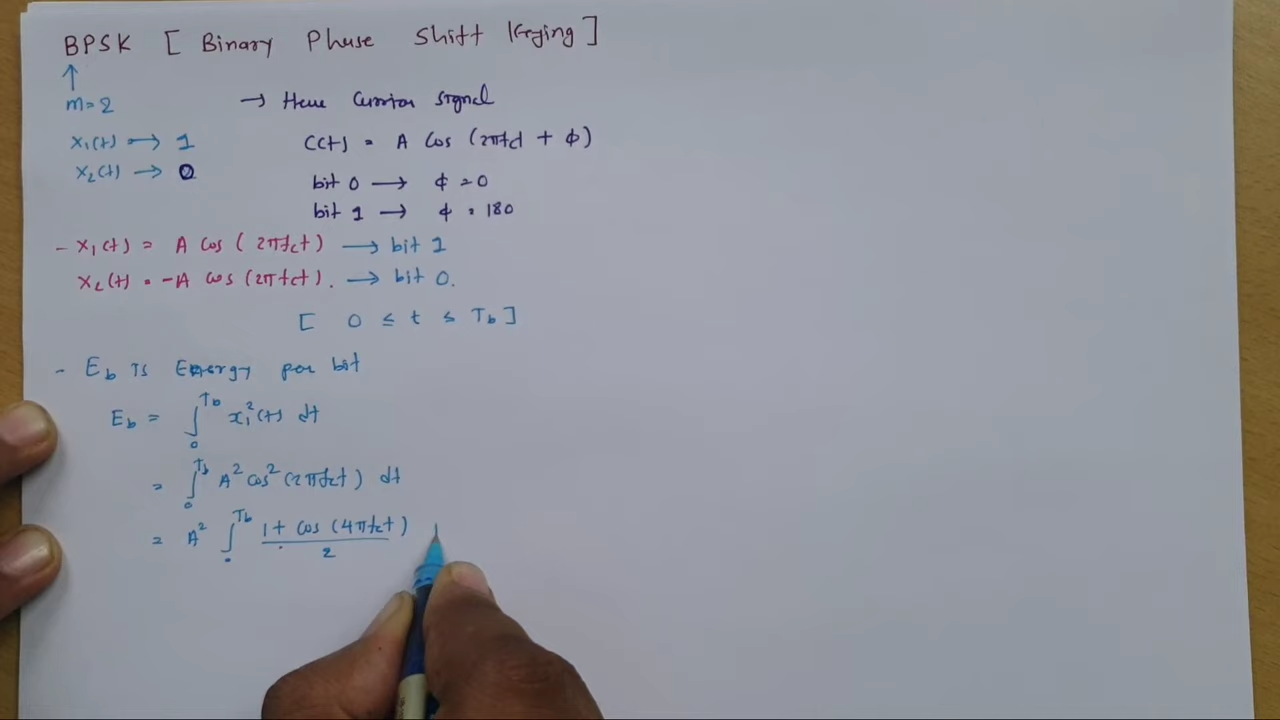 BPSK [ Binary Phase Shift Keying ]
↑
m=2
→ Here Carrier signal
x₁(t) → 1
C(t) = A Cos (2πfct + ϕ)
x₂(t) → 0
bit 0 → ϕ = 0
bit 1 → ϕ = 180
- x₁(t) = A Cos ( 2πfct ) → bit 1
x₂(t) = -A Cos (2πfct). → bit 0.
[ 0 ≤ t ≤ Tb ]
- Eb Is Energy per bit
Eb = ∫₀^Tb x₁²(t) dt
= ∫₀^Tb A² cos² (2πfct) dt
= A² ∫₀^Tb (1 + cos (4πfct)) / 2